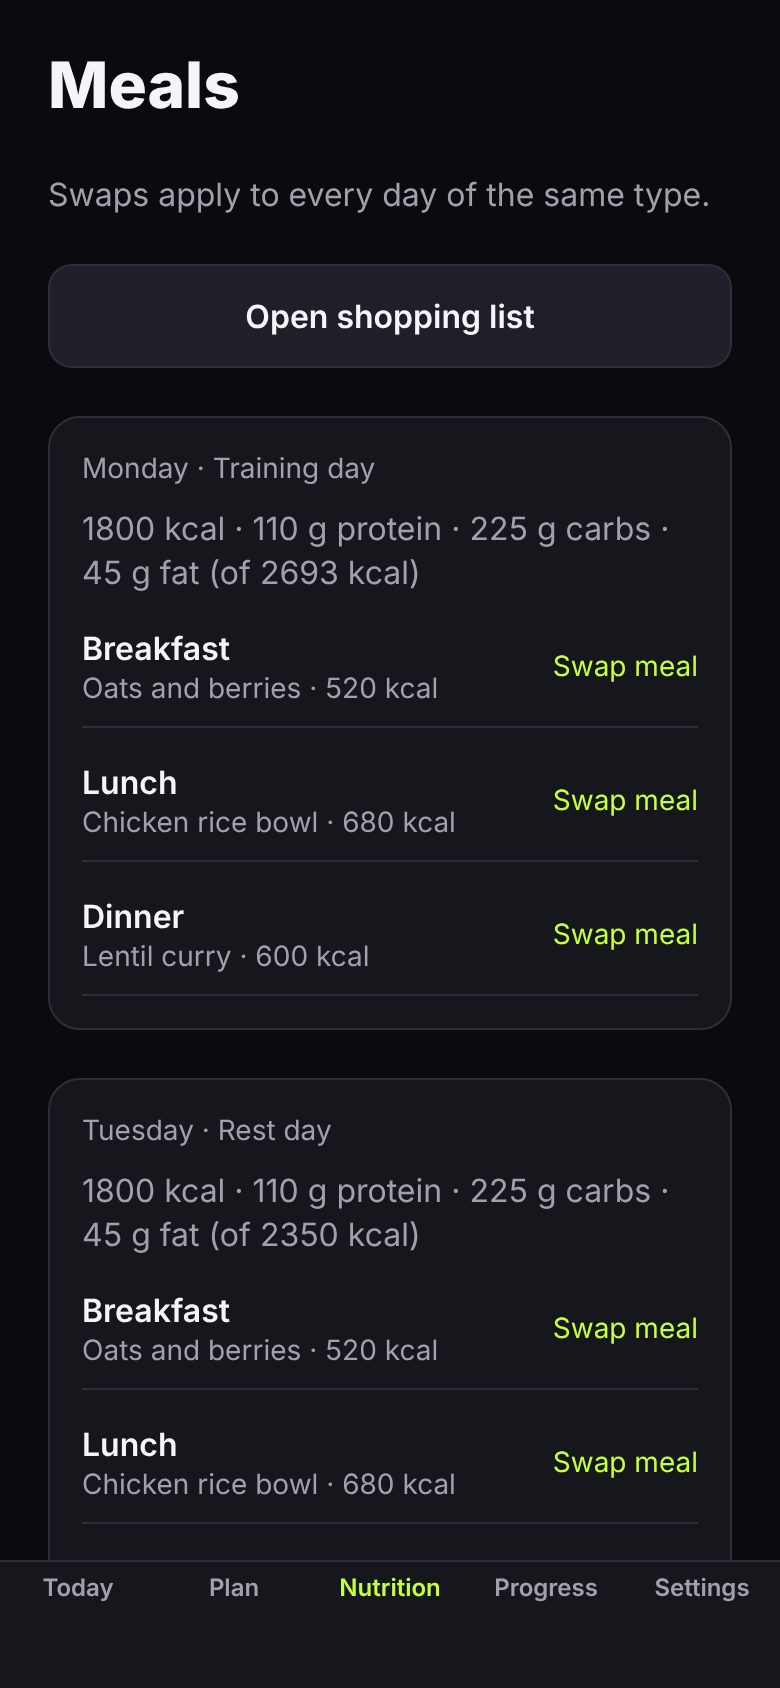 Meals
Swaps apply to every day of the same type.
Open shopping list
Monday · Training day
1800 kcal · 110 g protein · 225 g carbs ·
45 g fat (of 2693 kcal)
Breakfast
Oats and berries · 520 kcal
Swap meal
Lunch
Chicken rice bowl · 680 kcal
Swap meal
Dinner
Lentil curry · 600 kcal
Swap meal
Tuesday · Rest day
1800 kcal · 110 g protein · 225 g carbs ·
45 g fat (of 2350 kcal)
Breakfast
Oats and berries · 520 kcal
Swap meal
Lunch
Chicken rice bowl · 680 kcal
Swap meal
Today Plan Nutrition Progress Settings